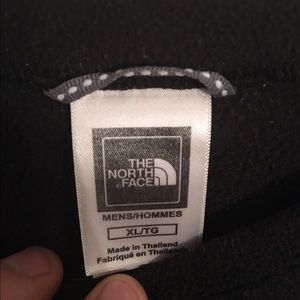 THE
NORTH
FACE
MENS/HOMMES
XL/TG
Made in Thailand
Fabriqué en Thaïlande